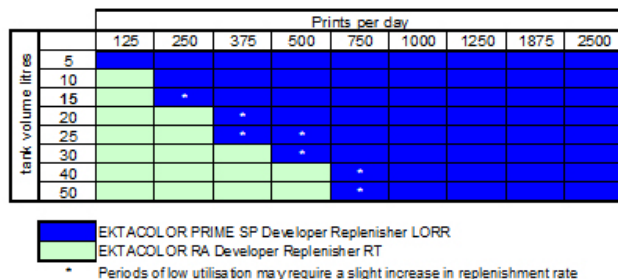 Prints per day
125 250 375 500 750 1000 1250 1875 2500
tank volume litres
5
10
15 *
20 *
25 * *
30 *
40 *
50 *
EKTACOLOR PRIME SP Developer Replenisher LORR
EKTACOLOR RA Developer Replenisher RT
* Periods of low utilisation may require a slight increase in replenishment rate